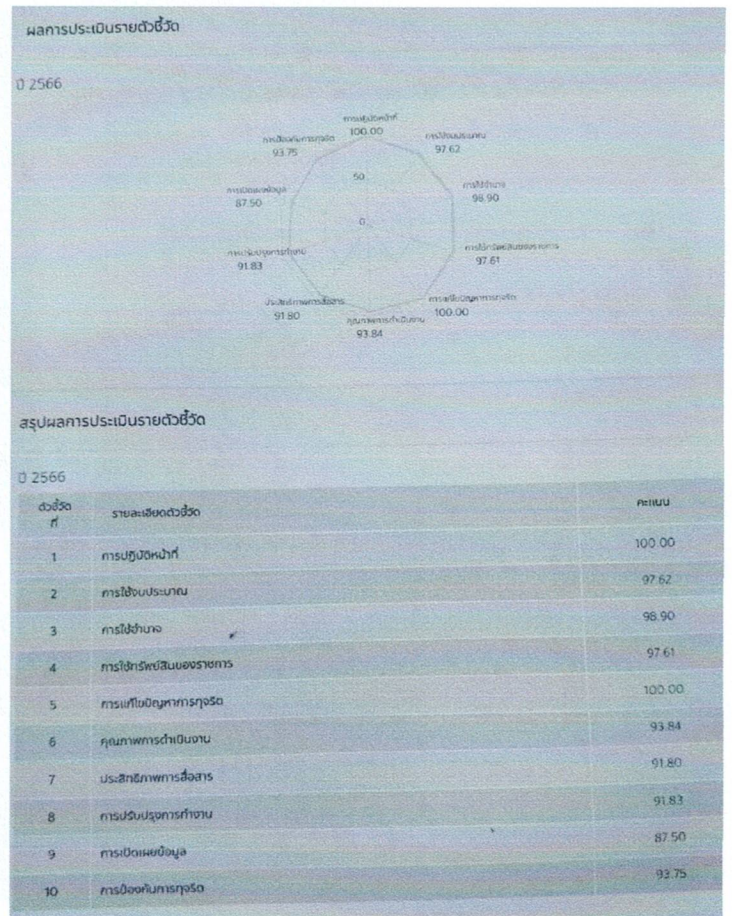 ผลการประเมินรายตัวชี้วัด
ปี 2566
การปฏิบัติหน้าที่
100.00
การป้องกันการทุจริต
93.75
การใช้งบประมาณ
97.62
50
การเปิดเผยข้อมูล
87.50
การใช้อำนาจ
98.90
0
การปรับปรุงการทำงาน
91.83
การใช้ทรัพย์สินของราชการ
97.61
ประสิทธิภาพการสื่อสาร
91.80
การแก้ไขปัญหาการทุจริต
100.00
คุณภาพการดำเนินงาน
93.84
สรุปผลการประเมินรายตัวชี้วัด
ปี 2566
ตัวชี้วัด
ที่
รายละเอียดตัวชี้วัด
คะแนน
1 การปฏิบัติหน้าที่ 100.00
2 การใช้งบประมาณ 97.62
3 การใช้อำนาจ 98.90
4 การใช้ทรัพย์สินของราชการ 97.61
5 การแก้ไขปัญหาการทุจริต 100.00
6 คุณภาพการดำเนินงาน 93.84
7 ประสิทธิภาพการสื่อสาร 91.80
8 การปรับปรุงการทำงาน 91.83
9 การเปิดเผยข้อมูล 87.50
10 การป้องกันการทุจริต 93.75